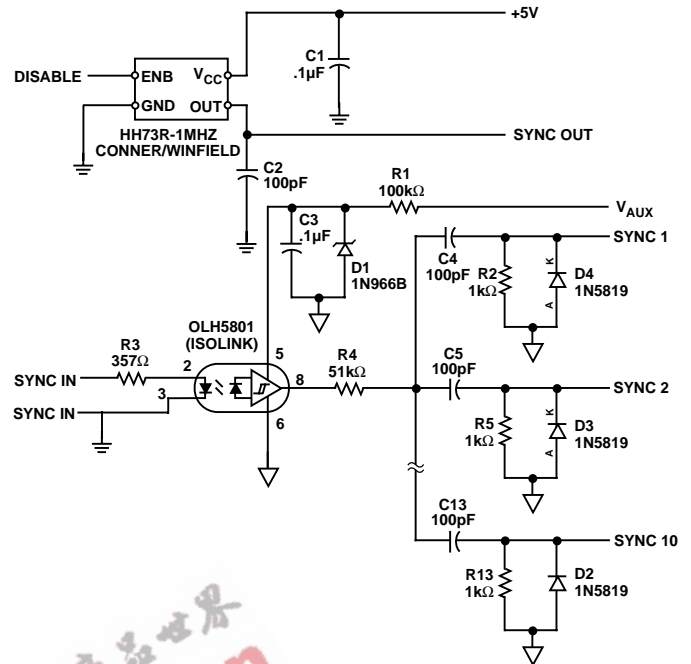 +5V
C1
.1µF
DISABLE
ENB
VCC
GND
OUT
HH73R-1MHZ
CONNER/WINFIELD
SYNC OUT
C2
100pF
R1
100kΩ
VAUX
C3
.1µF
D1
1N966B
C4
100pF
SYNC 1
R2
1kΩ
K
A
D4
1N5819
OLH5801
(ISOLINK)
R3
357Ω
5
R4
51kΩ
C5
100pF
SYNC IN
2
8
SYNC 2
SYNC IN
3
6
R5
1kΩ
K
A
D3
1N5819
C13
100pF
SYNC 10
R13
1kΩ
D2
1N5819
世界